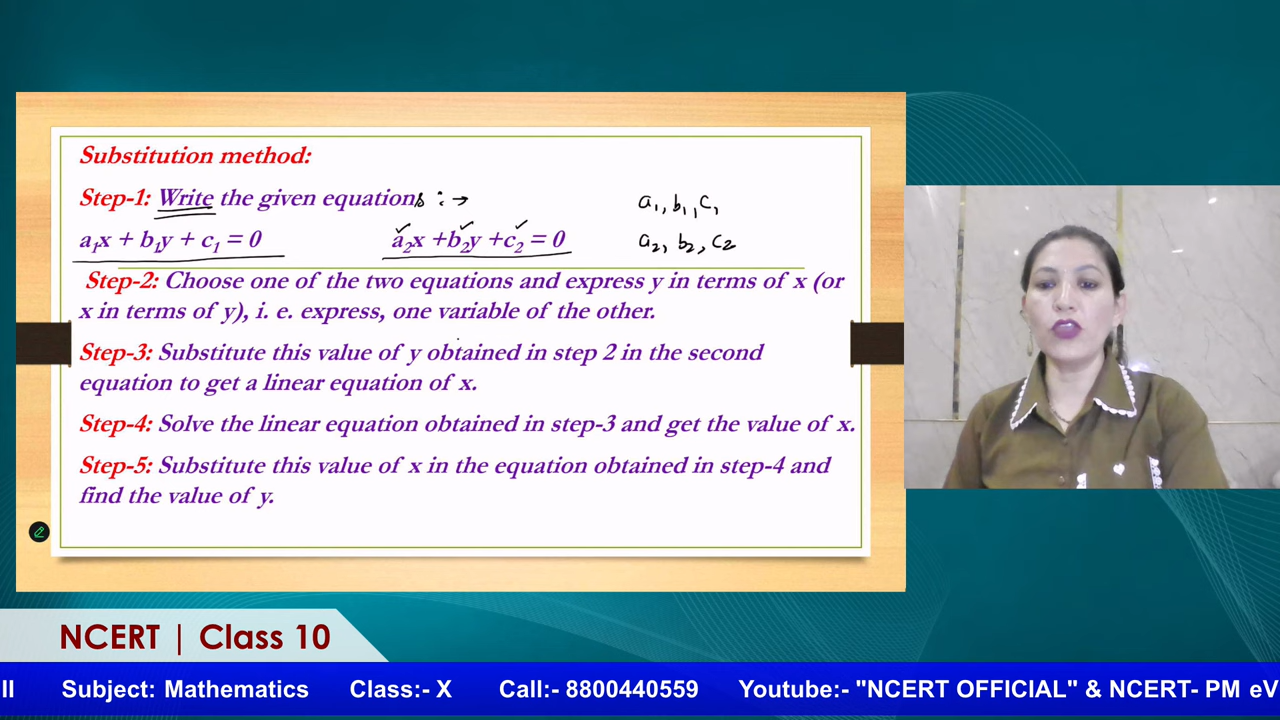 Substitution method:
Step-1: Write the given equations :→
a₁, b₁, c₁
a₁x + b₁y + c₁ = 0 a₂x +b₂y +c₂ = 0
a₂, b₂, c₂
Step-2: Choose one of the two equations and express y in terms of x (or
x in terms of y), i. e. express, one variable of the other.
Step-3: Substitute this value of y obtained in step 2 in the second
equation to get a linear equation of x.
Step-4: Solve the linear equation obtained in step-3 and get the value of x.
Step-5: Substitute this value of x in the equation obtained in step-4 and
find the value of y.
NCERT | Class 10
II Subject: Mathematics Class:- X Call:- 8800440559 Youtube:- "NCERT OFFICIAL" & NCERT- PM eV